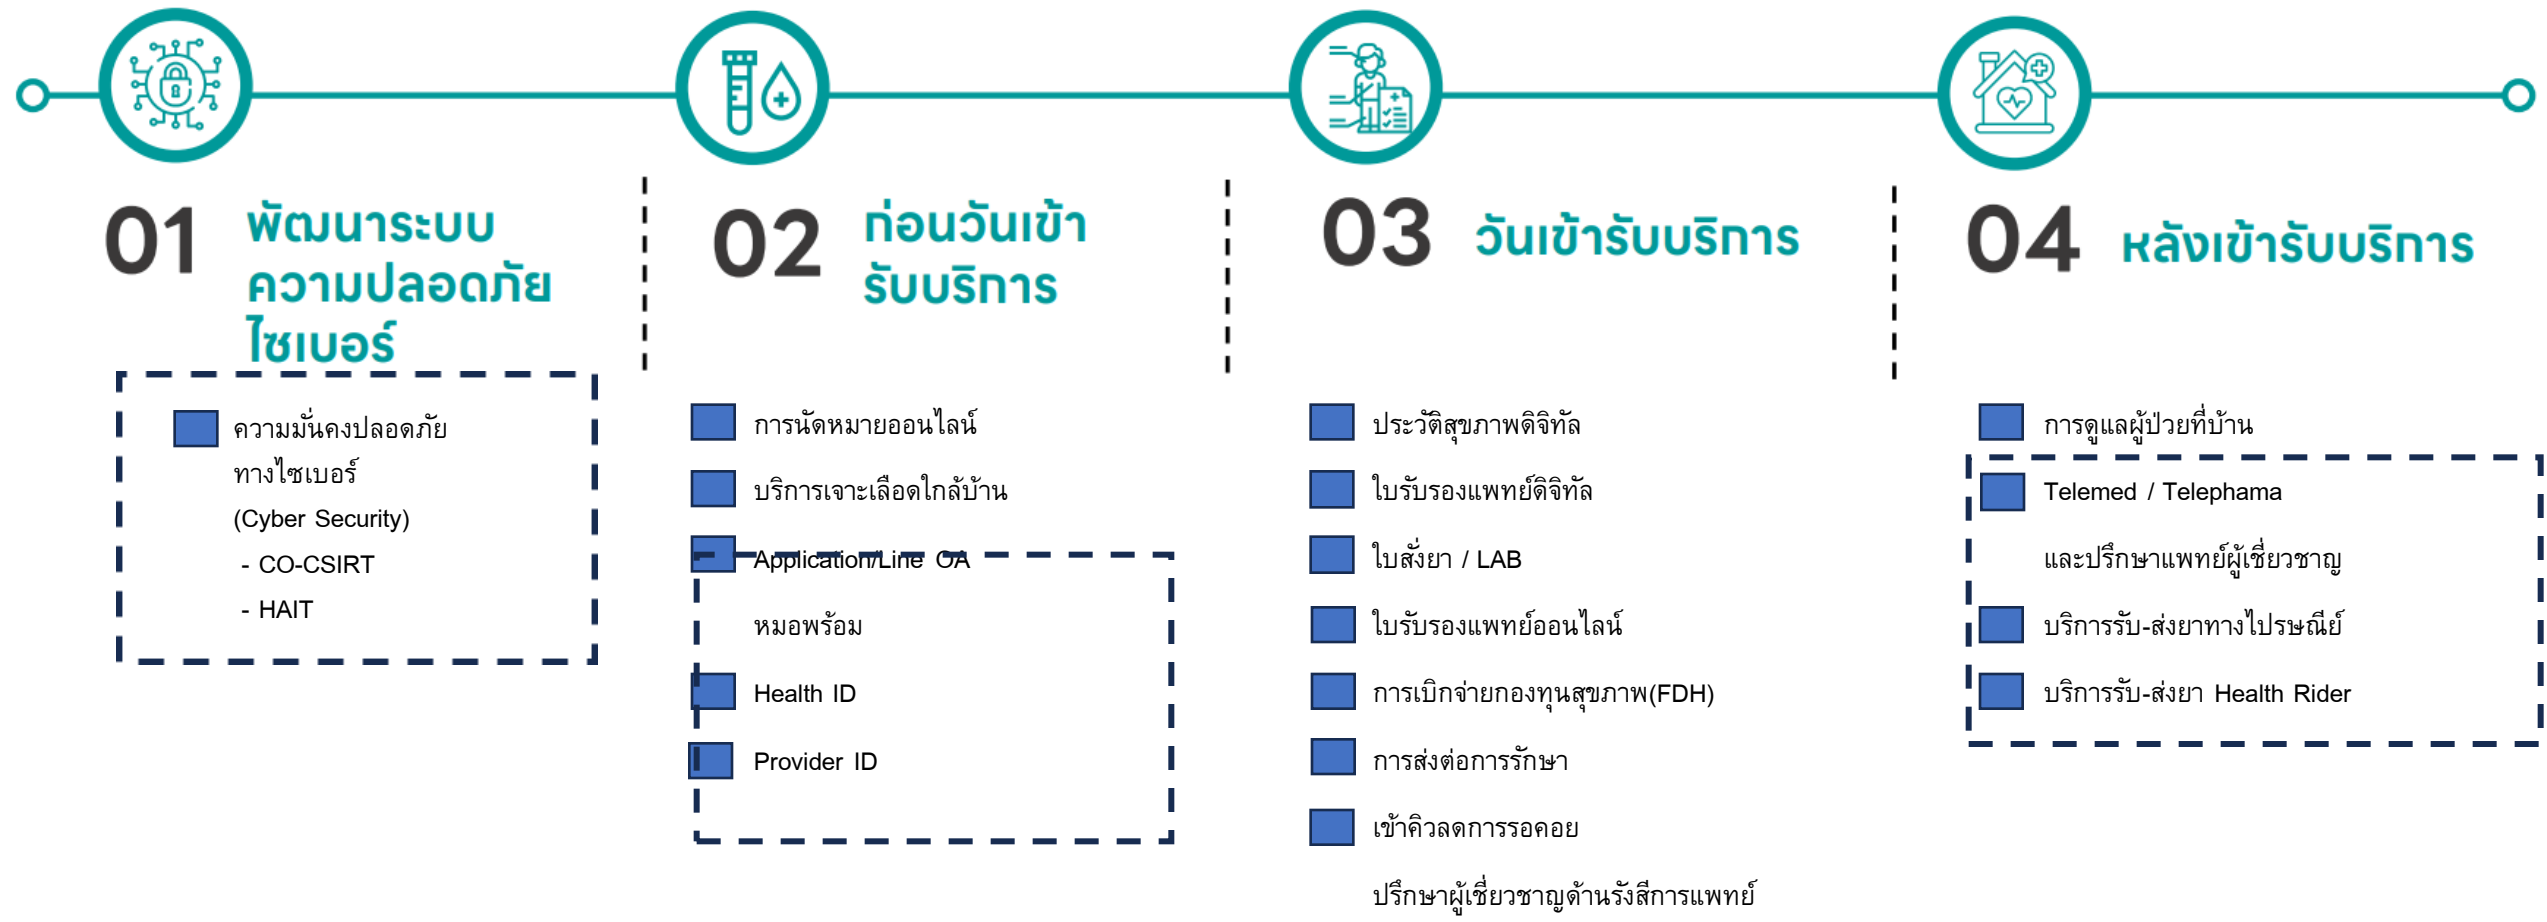 01
พัฒนาระบบ
ความปลอดภัย
ไซเบอร์
ความมั่นคงปลอดภัย
ทางไซเบอร์
(Cyber Security)
- CO-CSIRT
- HAIT
02
ก่อนวันเข้า
รับบริการ
การนัดหมายออนไลน์
บริการเจาะเลือดใกล้บ้าน
Application/Line OA
หมอพร้อม
Health ID
Provider ID
03
วันเข้ารับบริการ
ประวัติสุขภาพดิจิทัล
ใบรับรองแพทย์ดิจิทัล
ใบสั่งยา / LAB
ใบรับรองแพทย์ออนไลน์
การเบิกจ่ายกองทุนสุขภาพ(FDH)
การส่งต่อการรักษา
เข้าคิวลดการรอคอย
ปรึกษาผู้เชี่ยวชาญด้านรังสีการแพทย์
04
หลังเข้ารับบริการ
การดูแลผู้ป่วยที่บ้าน
Telemed / Telephama
และปรึกษาแพทย์ผู้เชี่ยวชาญ
บริการรับ-ส่งยาทางไปรษณีย์
บริการรับ-ส่งยา Health Rider